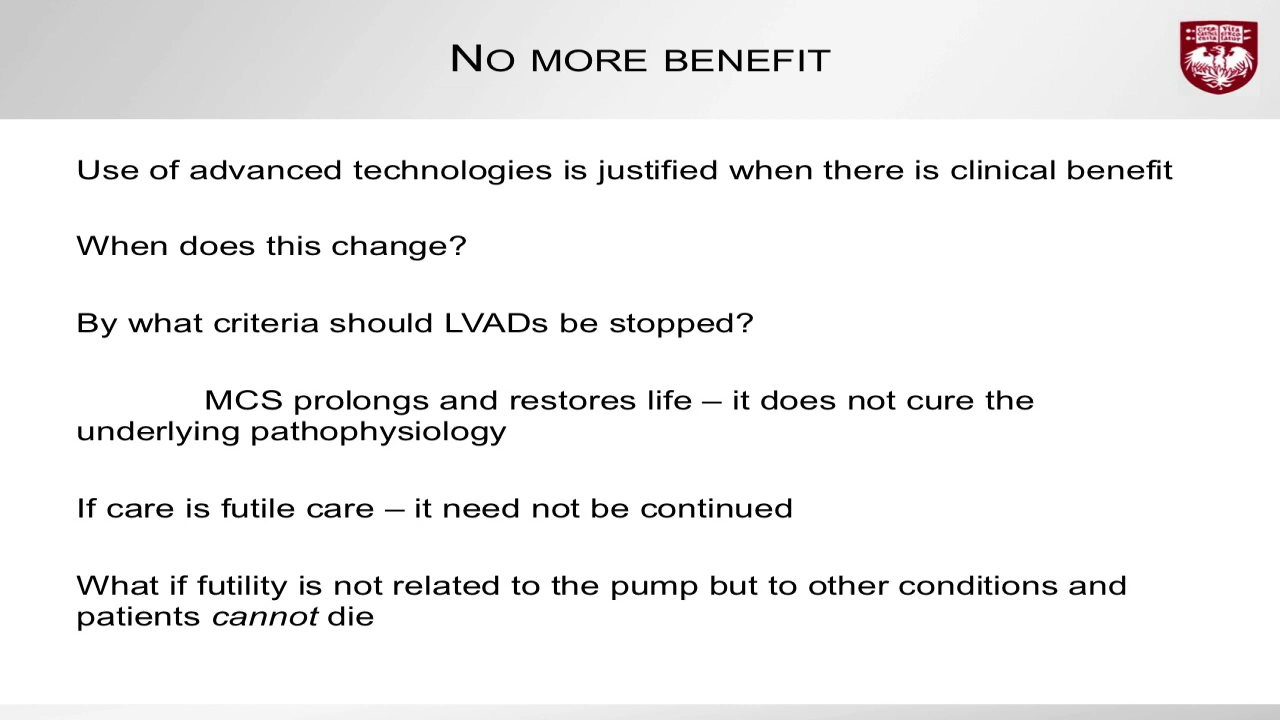 NO MORE BENEFIT
Use of advanced technologies is justified when there is clinical benefit
When does this change?
By what criteria should LVADs be stopped?
MCS prolongs and restores life – it does not cure the
underlying pathophysiology
If care is futile care – it need not be continued
What if futility is not related to the pump but to other conditions and
patients cannot die